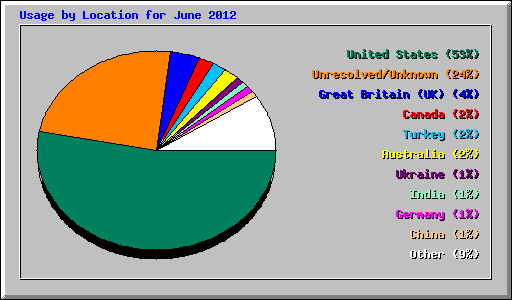 Usage by Location for June 2012
United States (53%)
Unresolved/Unknown (24%)
Great Britain (UK) (4%)
Canada (2%)
Turkey (2%)
Australia (2%)
Ukraine (1%)
India (1%)
Germany (1%)
China (1%)
Other (9%)